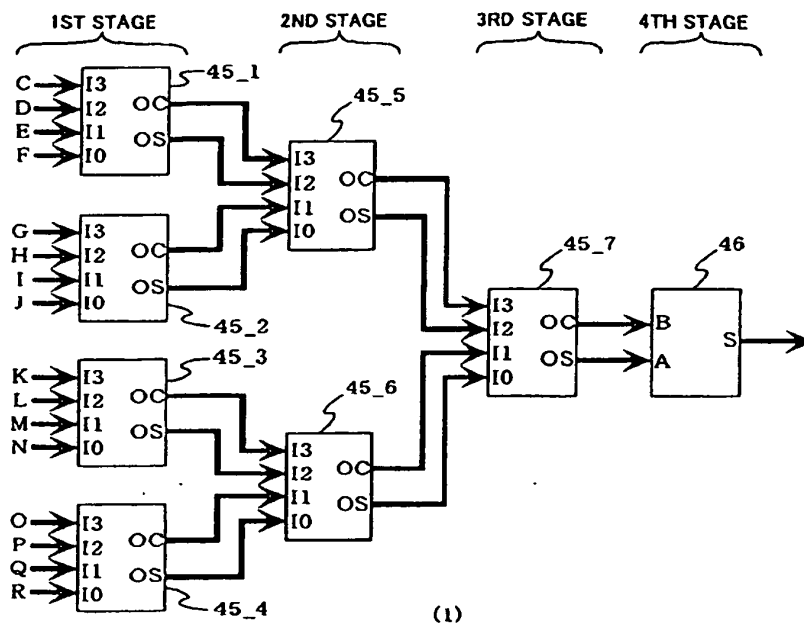 1ST STAGE 2ND STAGE 3RD STAGE 4TH STAGE
45_1
C I3
D I2 OC
E I1 OS
F I0
45_5
I3
I2 OC
I1 OS
I0
G I3
H I2 OC
I I1 OS
J I0
45_2
45_7
I3
I2 OC
I1 OS
I0
46
B
A S
45_3
K I3
L I2 OC
M I1 OS
N I0
45_6
I3
I2 OC
I1 OS
I0
O I3
P I2 OC
Q I1 OS
R I0
45_4
(1)